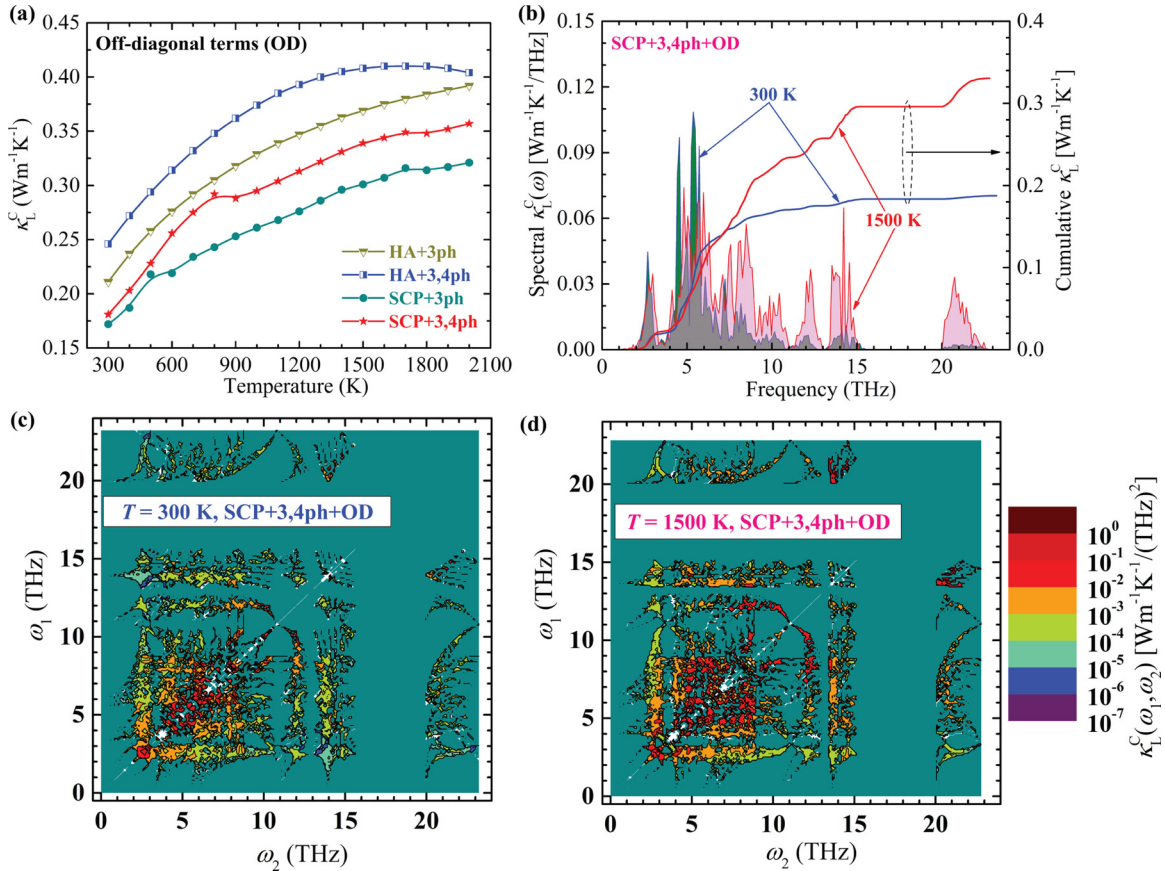 (a)
Off-diagonal terms (OD)
κ_L^C (Wm⁻¹K⁻¹)
0.40
0.35
0.30
0.25
0.20
0.15
HA+3ph
HA+3,4ph
SCP+3ph
SCP+3,4ph
300 600 900 1200 1500 1800 2100
Temperature (K)
(b)
SCP+3,4ph+OD
Spectral κ_L^C(ω) [Wm⁻¹K⁻¹/THz]
0.15
0.12
0.09
0.06
0.03
0.00
300 K
1500 K
0.4
0.3
0.2
0.1
0.0
Cumulative κ_L^C [Wm⁻¹K⁻¹]
0 5 10 15 20
Frequency (THz)
(c)
T = 300 K, SCP+3,4ph+OD
ω₁ (THz)
20
15
10
5
0
0 5 10 15 20
ω₂ (THz)
(d)
T = 1500 K, SCP+3,4ph+OD
ω₁ (THz)
20
15
10
5
0
0 5 10 15 20
ω₂ (THz)
10⁰
10⁻¹
10⁻²
10⁻³
10⁻⁴
10⁻⁵
10⁻⁶
10⁻⁷
κ_L^C(ω₁,ω₂) [Wm⁻¹K⁻¹/(THz)²]